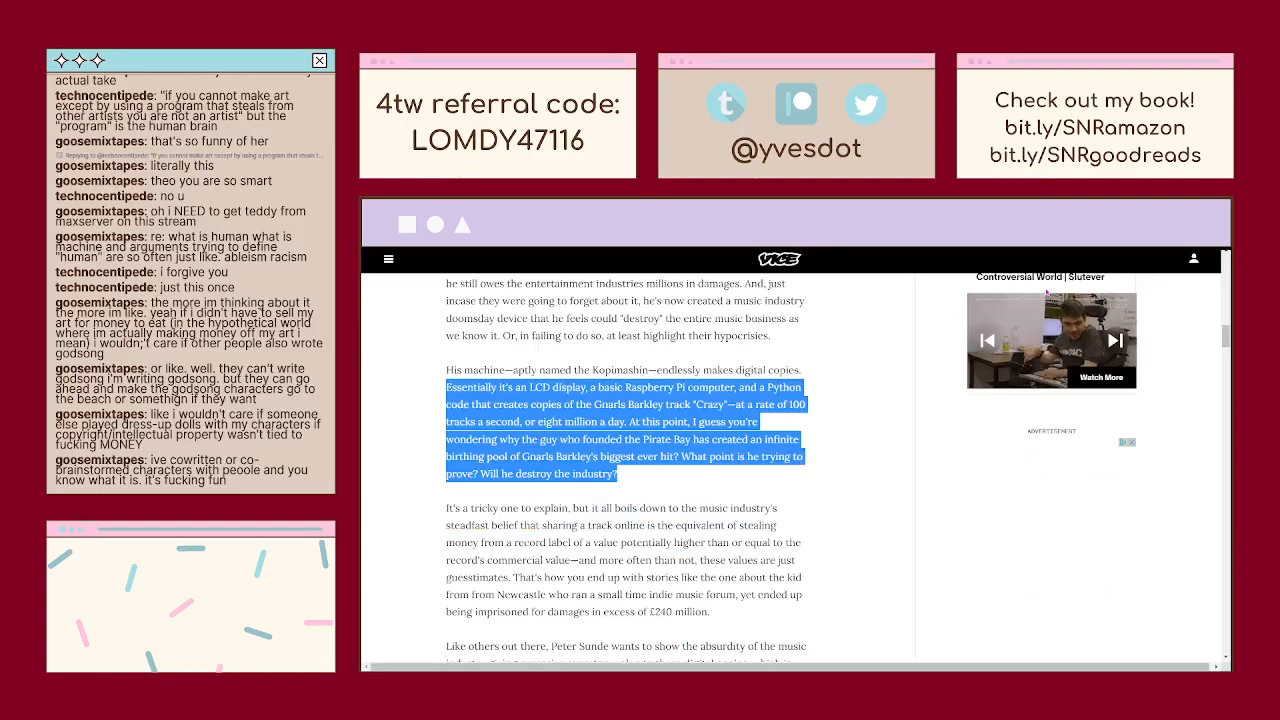 actual take
technocentipede: "if you cannot make art
except by using a program that steals from
other artists you are not an artist" but the
"program" is the human brain
goosemixtapes: that's so funny of her
Replying to @technocentipede: "if you cannot make art except by using a program that steals f...
goosemixtapes: literally this
goosemixtapes: theo you are so smart
technocentipede: no u
goosemixtapes: oh i NEED to get teddy from
maxserver on this stream
goosemixtapes: re: what is human what is
machine and arguments trying to define
"human" are so often just like. ableism racism
technocentipede: i forgive you
technocentipede: just this once
goosemixtapes: the more im thinking about it
the more im like. yeah if i didn't have to sell my
art for money to eat (in the hypothetical world
where im actually making money off my art i
mean) i wouldn;t care if other people also wrote
godsong
goosemixtapes: or like. well. they can't write
godsong i'm writing godsong. but they can go
ahead and make the godsong characters go to
the beach or somethign if they want
goosemixtapes: like i wouldn't care if someone
else played dress-up dolls with my characters if
copyright/intellectual property wasn't tied to
fucking MONEY
goosemixtapes: ive cowritten or co-
brainstormed characters with peoole and you
know what it is. it's fucking fun
4tw referral code:
LOMDY47116
@yvesdot
Check out my book!
bit.ly/SNRamazon
bit.ly/SNRgoodreads
VICE
he still owes the entertainment industries millions in damages. And, just
incase they were going to forget about it, he's now created a music industry
doomsday device that he feels could "destroy" the entire music business as
we know it. Or, in failing to do so, at least highlight their hypocrisies.
His machine—aptly named the Kopimashin—endlessly makes digital copies.
Essentially it's an LCD display, a basic Raspberry Pi computer, and a Python
code that creates copies of the Gnarls Barkley track "Crazy"—at a rate of 100
tracks a second, or eight million a day. At this point, I guess you're
wondering why the guy who founded the Pirate Bay has created an infinite
birthing pool of Gnarls Barkley's biggest ever hit? What point is he trying to
prove? Will he destroy the industry?
It's a tricky one to explain, but it all boils down to the music industry's
steadfast belief that sharing a track online is the equivalent of stealing
money from a record label of a value potentially higher than or equal to the
record's commercial value—and more often than not, these values are just
guesstimates. That's how you end up with stories like the one about the kid
from from Newcastle who ran a small time indie music forum, yet ended up
being imprisoned for damages in excess of £240 million.
Like others out there, Peter Sunde wants to show the absurdity of the music
Controversial World | Slutever
Watch More
ADVERTISEMENT